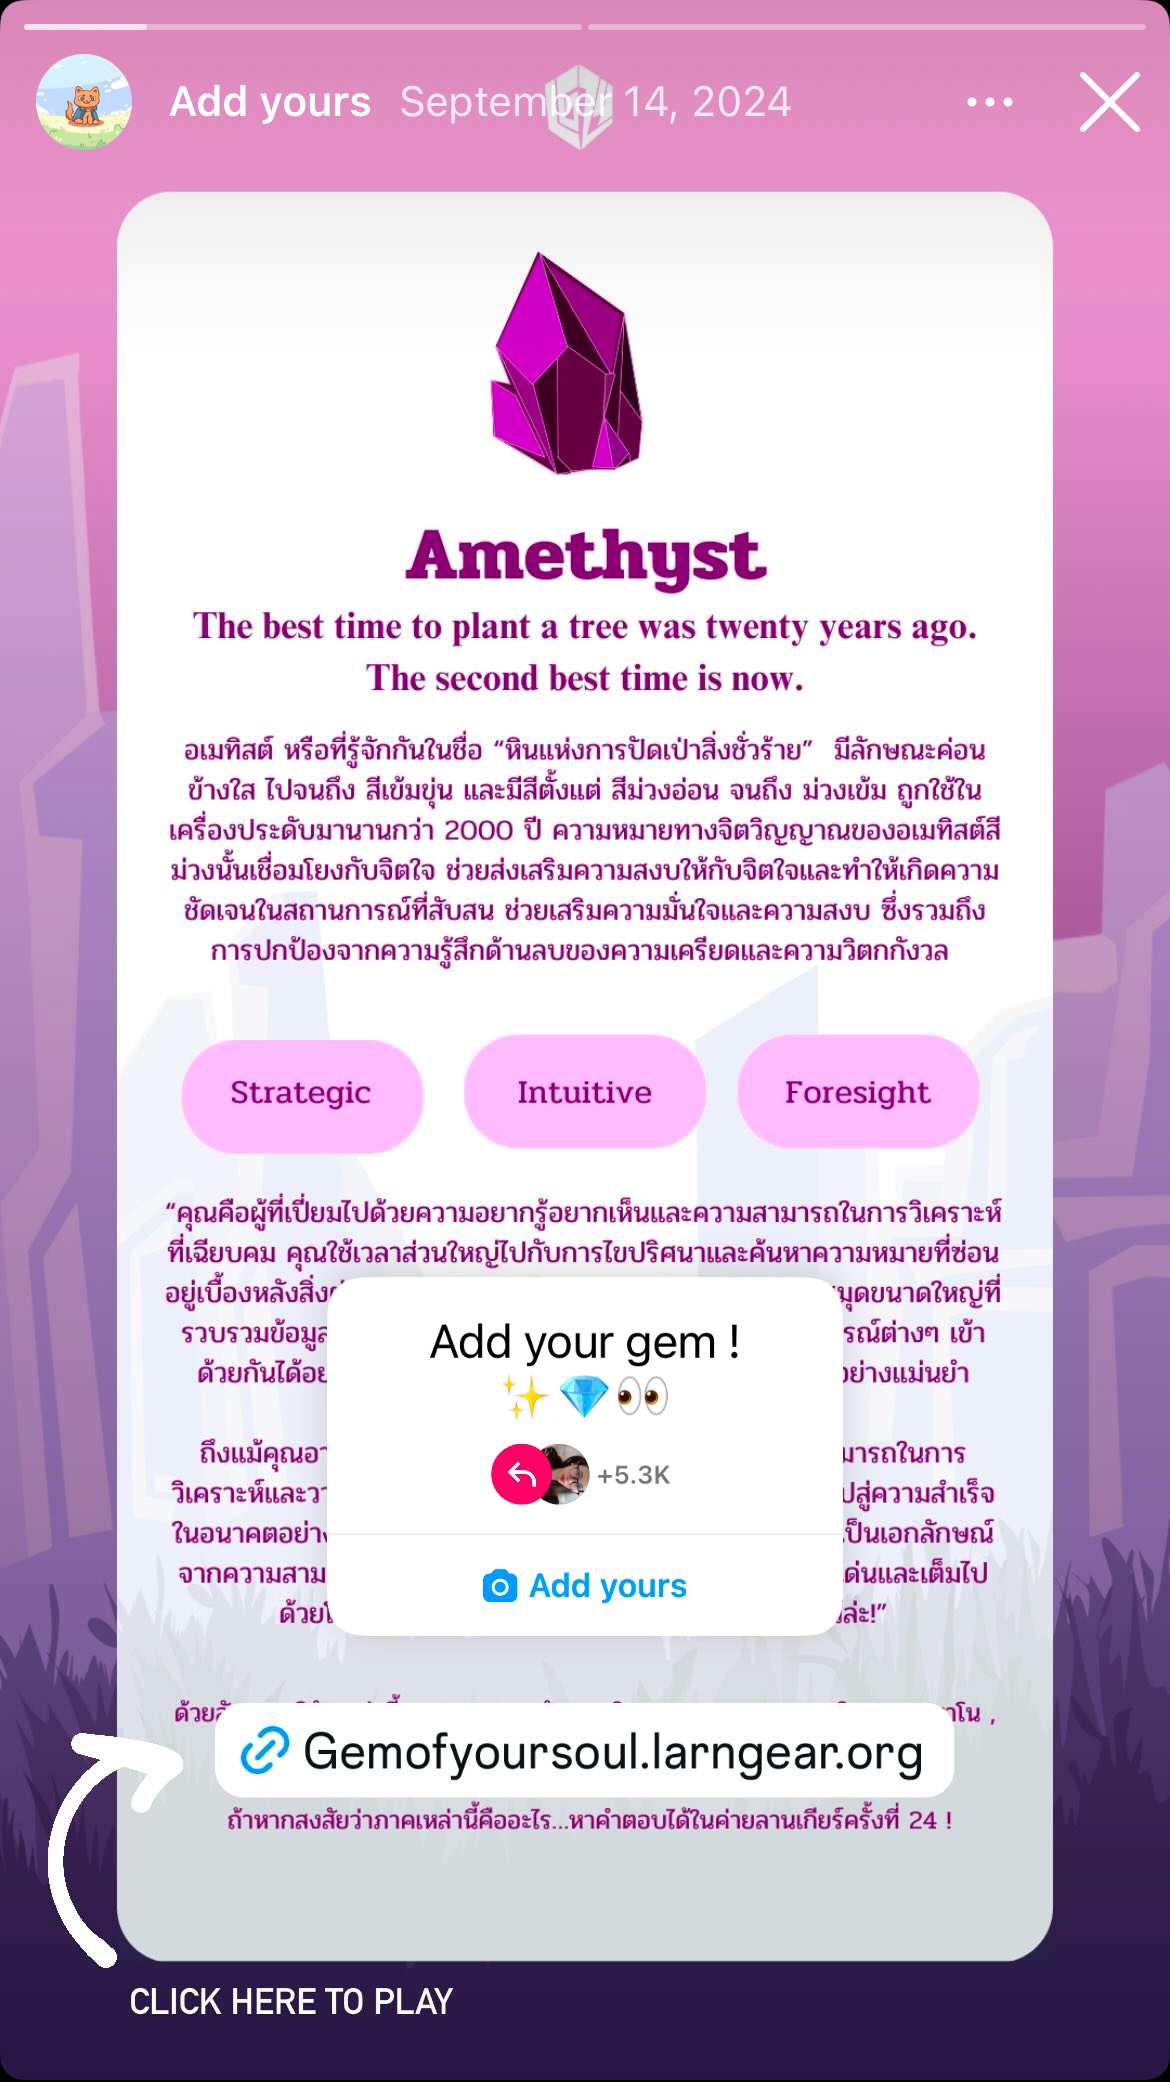 Add yours September 14, 2024
Amethyst
The best time to plant a tree was twenty years ago.
The second best time is now.
อเมทิสต์ หรือที่รู้จักกันในชื่อ “หินแห่งการปัดเป่าสิ่งชั่วร้าย” มีลักษณะค่อน
ข้างใส ไปจนถึง สีเข้มขุ่น และมีสีตั้งแต่ สีม่วงอ่อน จนถึง ม่วงเข้ม ถูกใช้ใน
เครื่องประดับมานานกว่า 2000 ปี ความหมายทางจิตวิญญาณของอเมทิสต์สี
ม่วงนั้นเชื่อมโยงกับจิตใจ ช่วยส่งเสริมความสงบให้กับจิตใจและทำให้เกิดความ
ชัดเจนในสถานการณ์ที่สับสน ช่วยเสริมความมั่นใจและความสงบ ซึ่งรวมถึง
การปกป้องจากความรู้สึกด้านลบของความเครียดและความวิตกกังวล
Strategic Intuitive Foresight
“คุณคือผู้ที่เปี่ยมไปด้วยความอยากรู้อยากเห็นและความสามารถในการวิเคราะห์
ที่เฉียบคม คุณใช้เวลาส่วนใหญ่ไปกับการไขปริศนาและค้นหาความหมายที่ซ่อน
อยู่เบื้องหลังสิ่ง มุดขนาดใหญ่ที่
รวบรวมข้อมูล รณ์ต่างๆ เข้า
ด้วยกันได้อย อย่างแม่นยำ
ถึงแม้คุณอา มารถในการ
วิเคราะห์และวา ปสู่ความสำเร็จ
ในอนาคตอย่าง เป็นเอกลักษณ์
จากความสาม ด่นและเต็มไป
ด้วย ล่ะ!”
Add your gem !
✨💎👀
+5.3K
Add yours
ด้วย าโน ,
Gemofyoursoul.larngear.org
ถ้าหากสงสัยว่าภาคเหล่านี้คืออะไร...หาคำตอบได้ในค่ายลานเกียร์ครั้งที่ 24 !
CLICK HERE TO PLAY